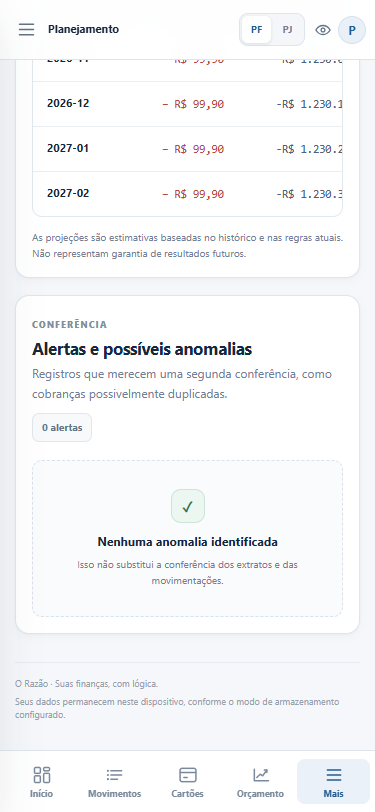 Planejamento
PF PJ
P
2026-12 − R$ 99,90 -R$ 1.230.1
2027-01 − R$ 99,90 -R$ 1.230.2
2027-02 − R$ 99,90 -R$ 1.230.3
As projeções são estimativas baseadas no histórico e nas regras atuais.
Não representam garantia de resultados futuros.
CONFERÊNCIA
Alertas e possíveis anomalias
Registros que merecem uma segunda conferência, como
cobranças possivelmente duplicadas.
0 alertas
Nenhuma anomalia identificada
Isso não substitui a conferência dos extratos e das
movimentações.
O Razão · Suas finanças, com lógica.
Seus dados permanecem neste dispositivo, conforme o modo de armazenamento
configurado.
Início Movimentos Cartões Orçamento Mais